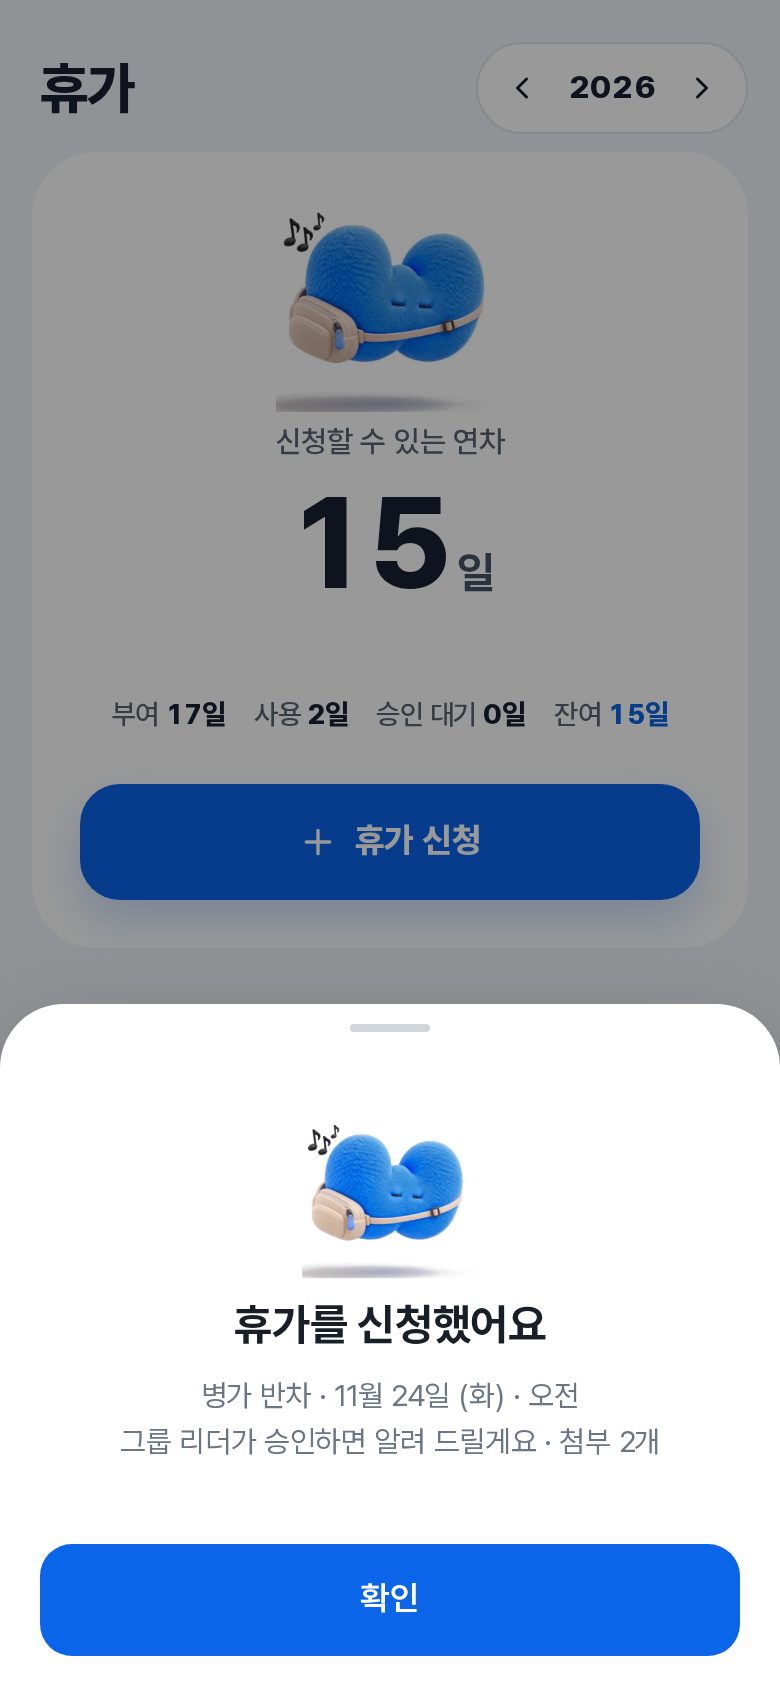 휴가
2026
신청할 수 있는 연차
15일
부여 17일 사용 2일 승인 대기 0일 잔여 15일
휴가 신청
휴가를 신청했어요
병가 반차 · 11월 24일 (화) · 오전
그룹 리더가 승인하면 알려 드릴게요 · 첨부 2개
확인